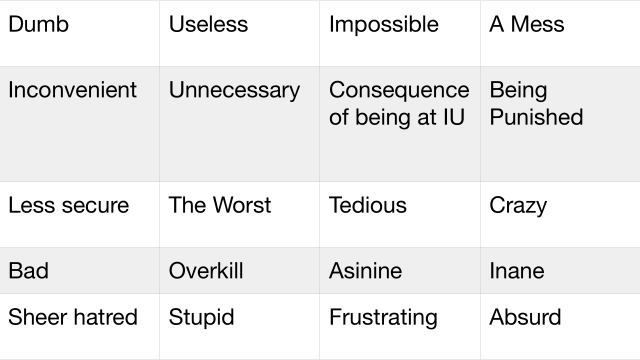 Dumb
Useless
Impossible
A Mess
Inconvenient
Unnecessary
Consequence
of being at IU
Being
Punished
Less secure
The Worst
Tedious
Crazy
Bad
Overkill
Asinine
Inane
Sheer hatred
Stupid
Frustrating
Absurd